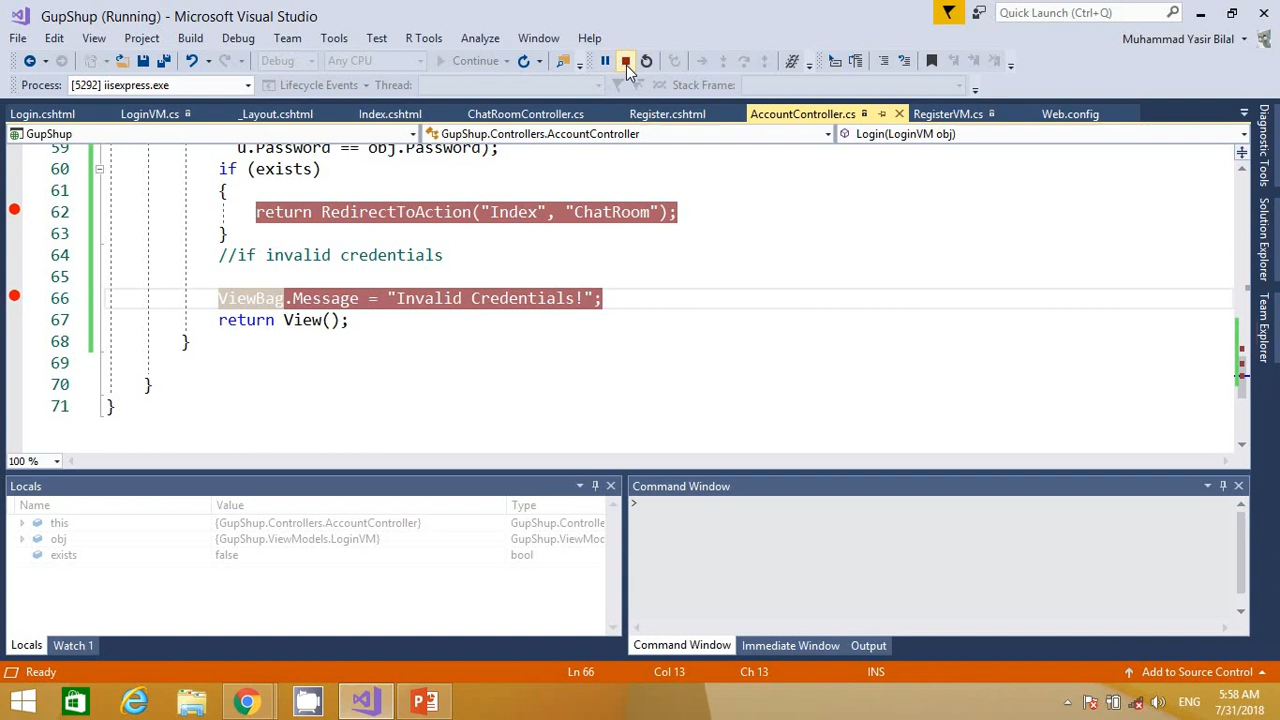 GupShup (Running) - Microsoft Visual Studio
Quick Launch (Ctrl+Q)
File Edit View Project Build Debug Team Tools Test R Tools Analyze Window Help
Muhammad Yasir Bilal
Debug Any CPU Continue
Process: [5292] iisexpress.exe Lifecycle Events Thread: Stack Frame:
Login.cshtml LoginVM.cs _Layout.cshtml Index.cshtml ChatRoomController.cs Register.cshtml AccountController.cs RegisterVM.cs Web.config
GupShup GupShup.Controllers.AccountController Login(LoginVM obj)
59 u.Password == obj.Password);
60 if (exists)
61 {
62 return RedirectToAction("Index", "ChatRoom");
63 }
64 //if invalid credentials
65
66 ViewBag.Message = "Invalid Credentials!";
67 return View();
68 }
69
70 }
71 }
100 %
Diagnostic Tools
Solution Explorer
Team Explorer
Locals
Name Value Type
this {GupShup.Controllers.AccountController} GupShup.Controlle
obj {GupShup.ViewModels.LoginVM} GupShup.ViewMod
exists false bool
Locals Watch 1
Command Window
>
Command Window Immediate Window Output
Ready Ln 66 Col 13 Ch 13 INS Add to Source Control
ENG
5:58 AM
7/31/2018